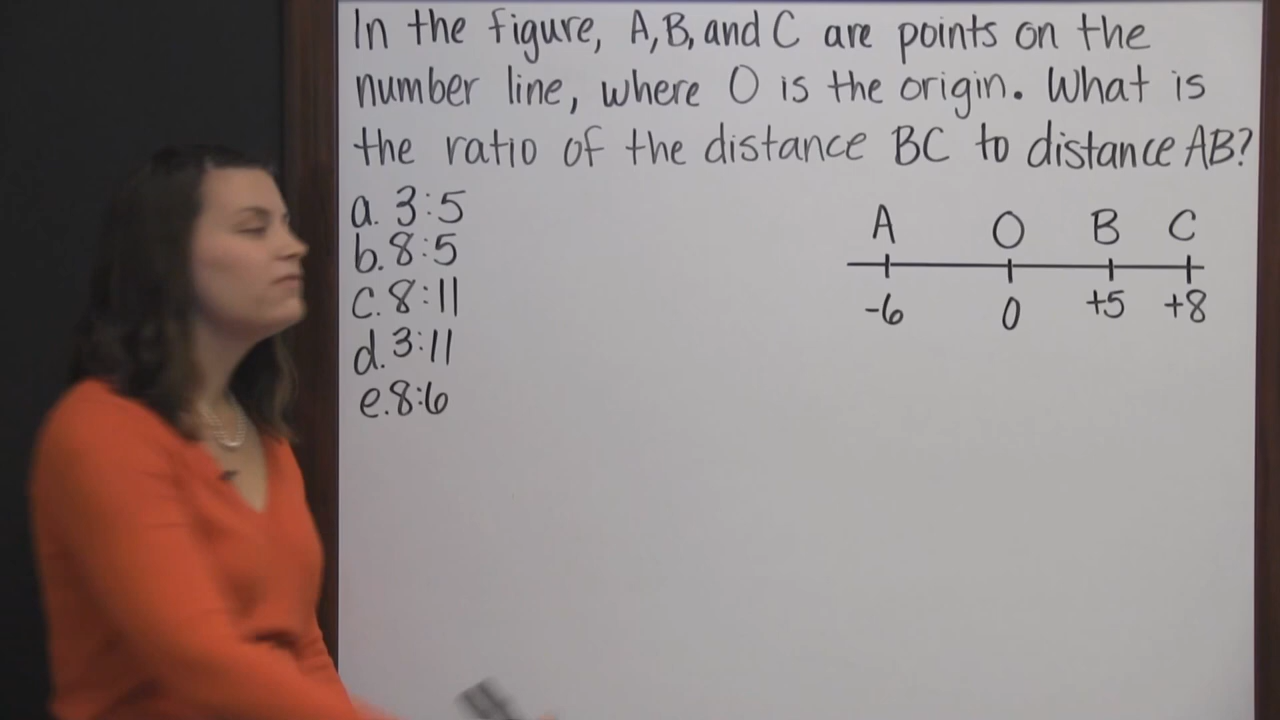 In the figure, A, B, and C are points on the
number line, where O is the origin. What is
the ratio of the distance BC to distance AB?
a. 3:5
b. 8:5
c. 8:11
d. 3:11
e. 8:6
A O B C
-6 0 +5 +8